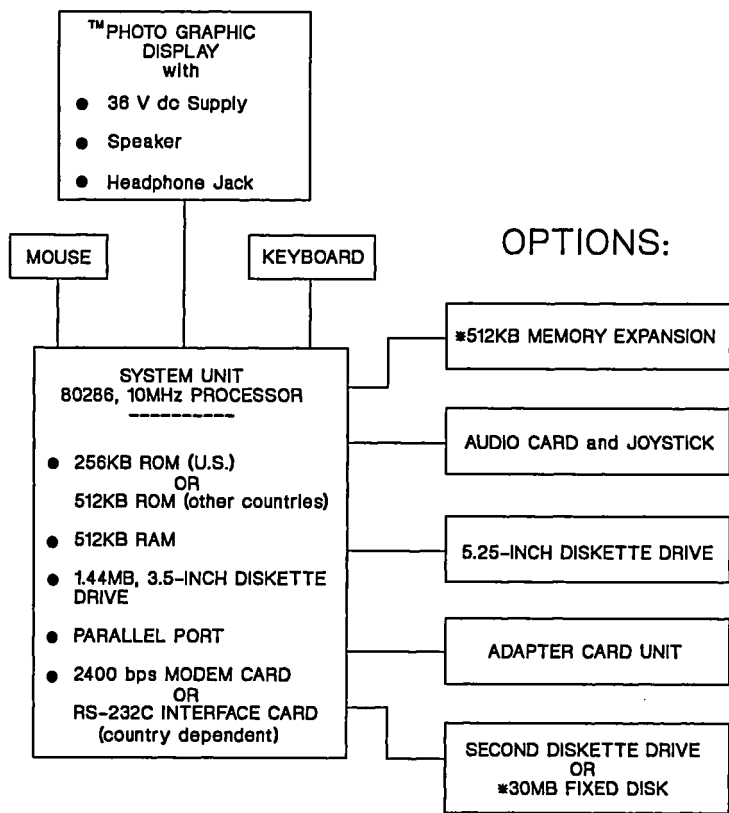 ™PHOTO GRAPHIC
DISPLAY
with
● 36 V dc Supply
● Speaker
● Headphone Jack
MOUSE
KEYBOARD
OPTIONS:
SYSTEM UNIT
80286, 10MHz PROCESSOR
----------
● 256KB ROM (U.S.)
OR
512KB ROM (other countries)
● 512KB RAM
● 1.44MB, 3.5-INCH DISKETTE
DRIVE
● PARALLEL PORT
● 2400 bps MODEM CARD
OR
RS-232C INTERFACE CARD
(country dependent)
*512KB MEMORY EXPANSION
AUDIO CARD and JOYSTICK
5.25-INCH DISKETTE DRIVE
ADAPTER CARD UNIT
SECOND DISKETTE DRIVE
OR
*30MB FIXED DISK